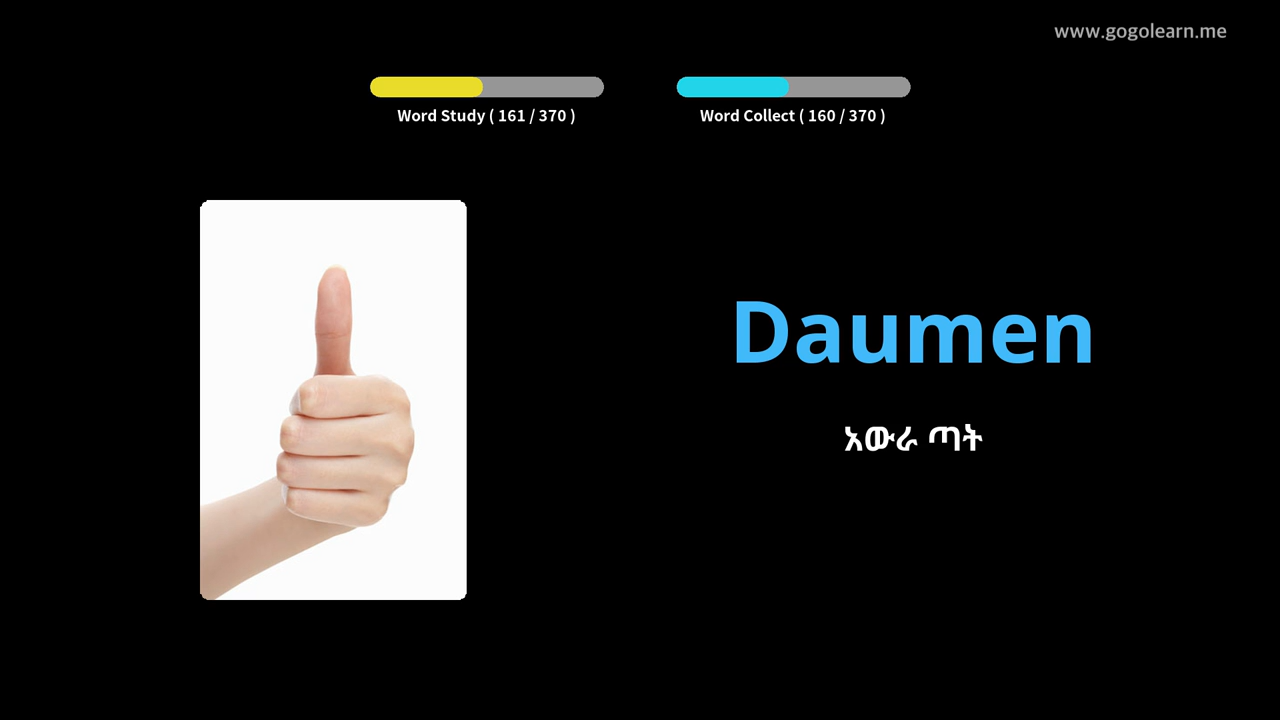 www.gogolearn.me
Word Study ( 161 / 370 )
Word Collect ( 160 / 370 )
Daumen
አውራ ጣት